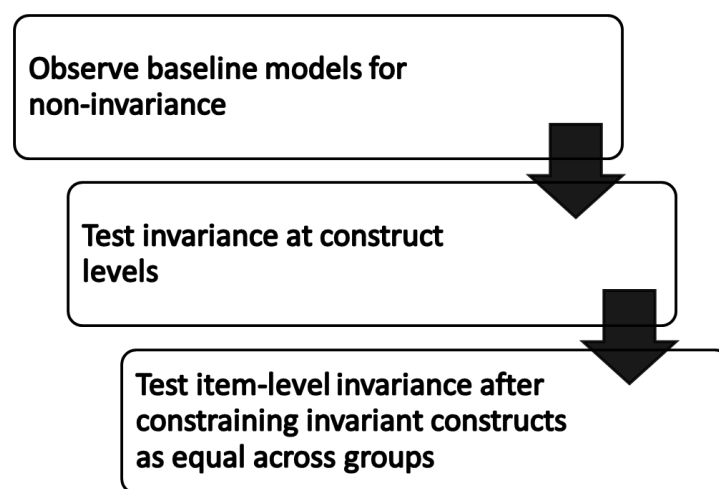 Observe baseline models for
non-invariance
Test invariance at construct
levels
Test item-level invariance after
constraining invariant constructs
as equal across groups